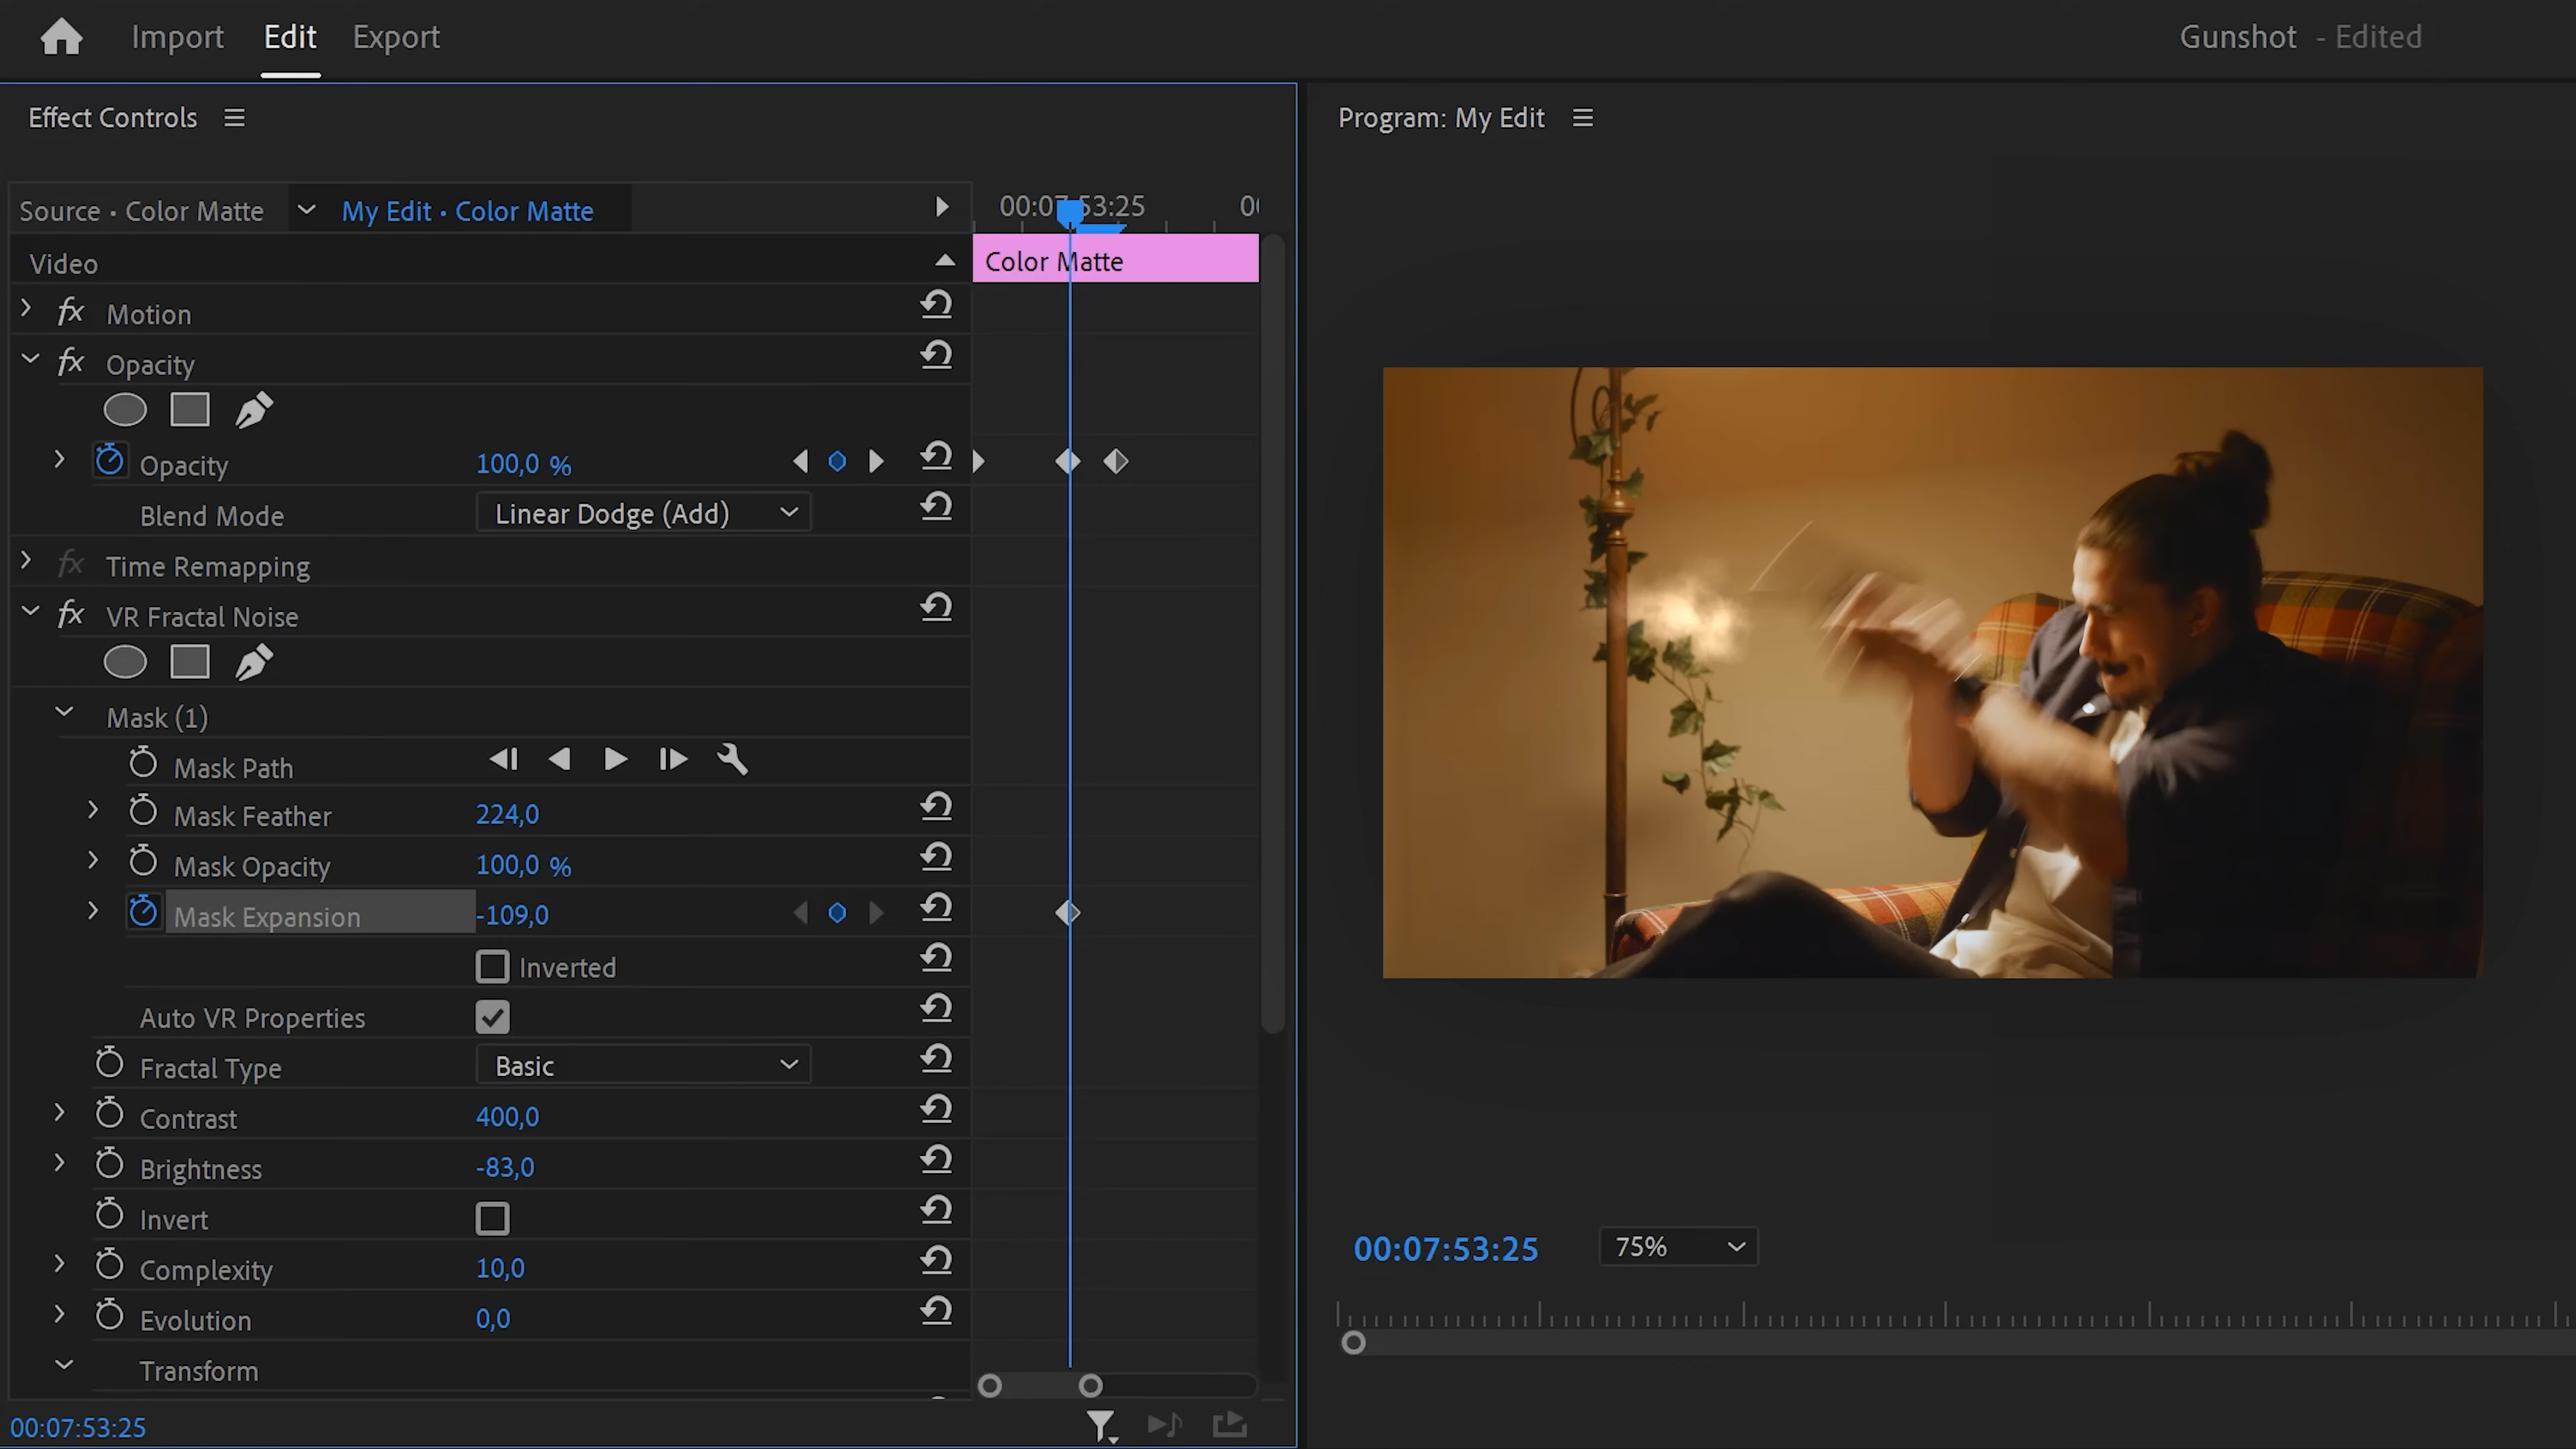 Import Edit Export Gunshot - Edited
Effect Controls
Program: My Edit
Source • Color Matte My Edit • Color Matte
00:07:53:25
Video
Color Matte
fx Motion
fx Opacity
Opacity 100,0 %
Blend Mode Linear Dodge (Add)
fx Time Remapping
fx VR Fractal Noise
Mask (1)
Mask Path
Mask Feather 224,0
Mask Opacity 100,0 %
Mask Expansion -109,0
Inverted
Auto VR Properties
Fractal Type Basic
Contrast 400,0
Brightness -83,0
Invert
Complexity 10,0
Evolution 0,0
Transform
00:07:53:25
00:07:53:25 75%